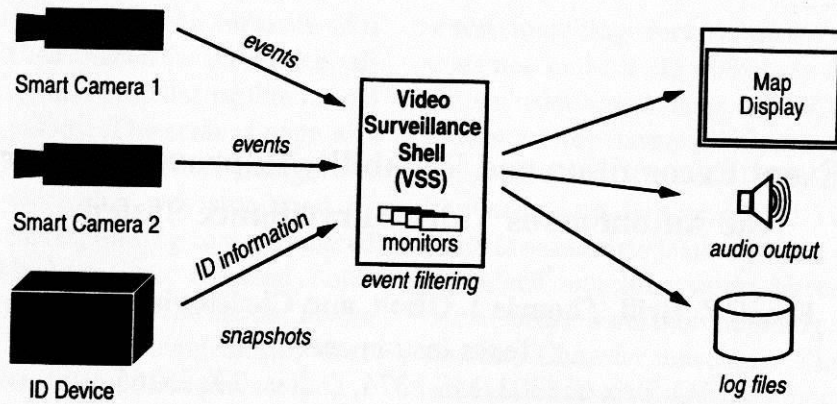 Smart Camera 1
Smart Camera 2
ID Device
events
events
ID information
snapshots
Video
Surveillance
Shell
(VSS)
monitors
event filtering
Map
Display
audio output
log files